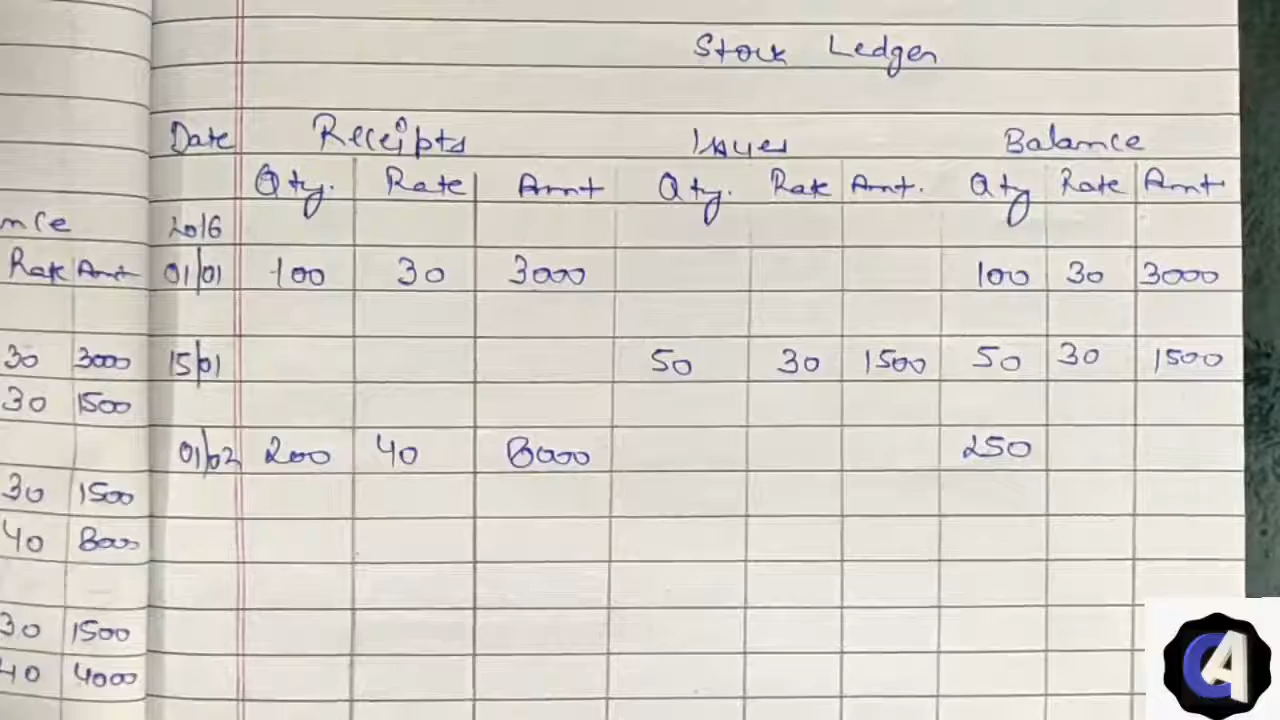 Stock Ledger
Date Receipts Issues Balance
Qty. Rate Amt Qty. Rate Amt. Qty Rate Amt.
nce 2016
Rate Amt 01/01 100 30 3000 100 30 3000
30 3000 15/01 50 30 1500 50 30 1500
30 1500
01/02 200 40 8000 250
30 1500
40 8000
30 1500
40 4000
CA